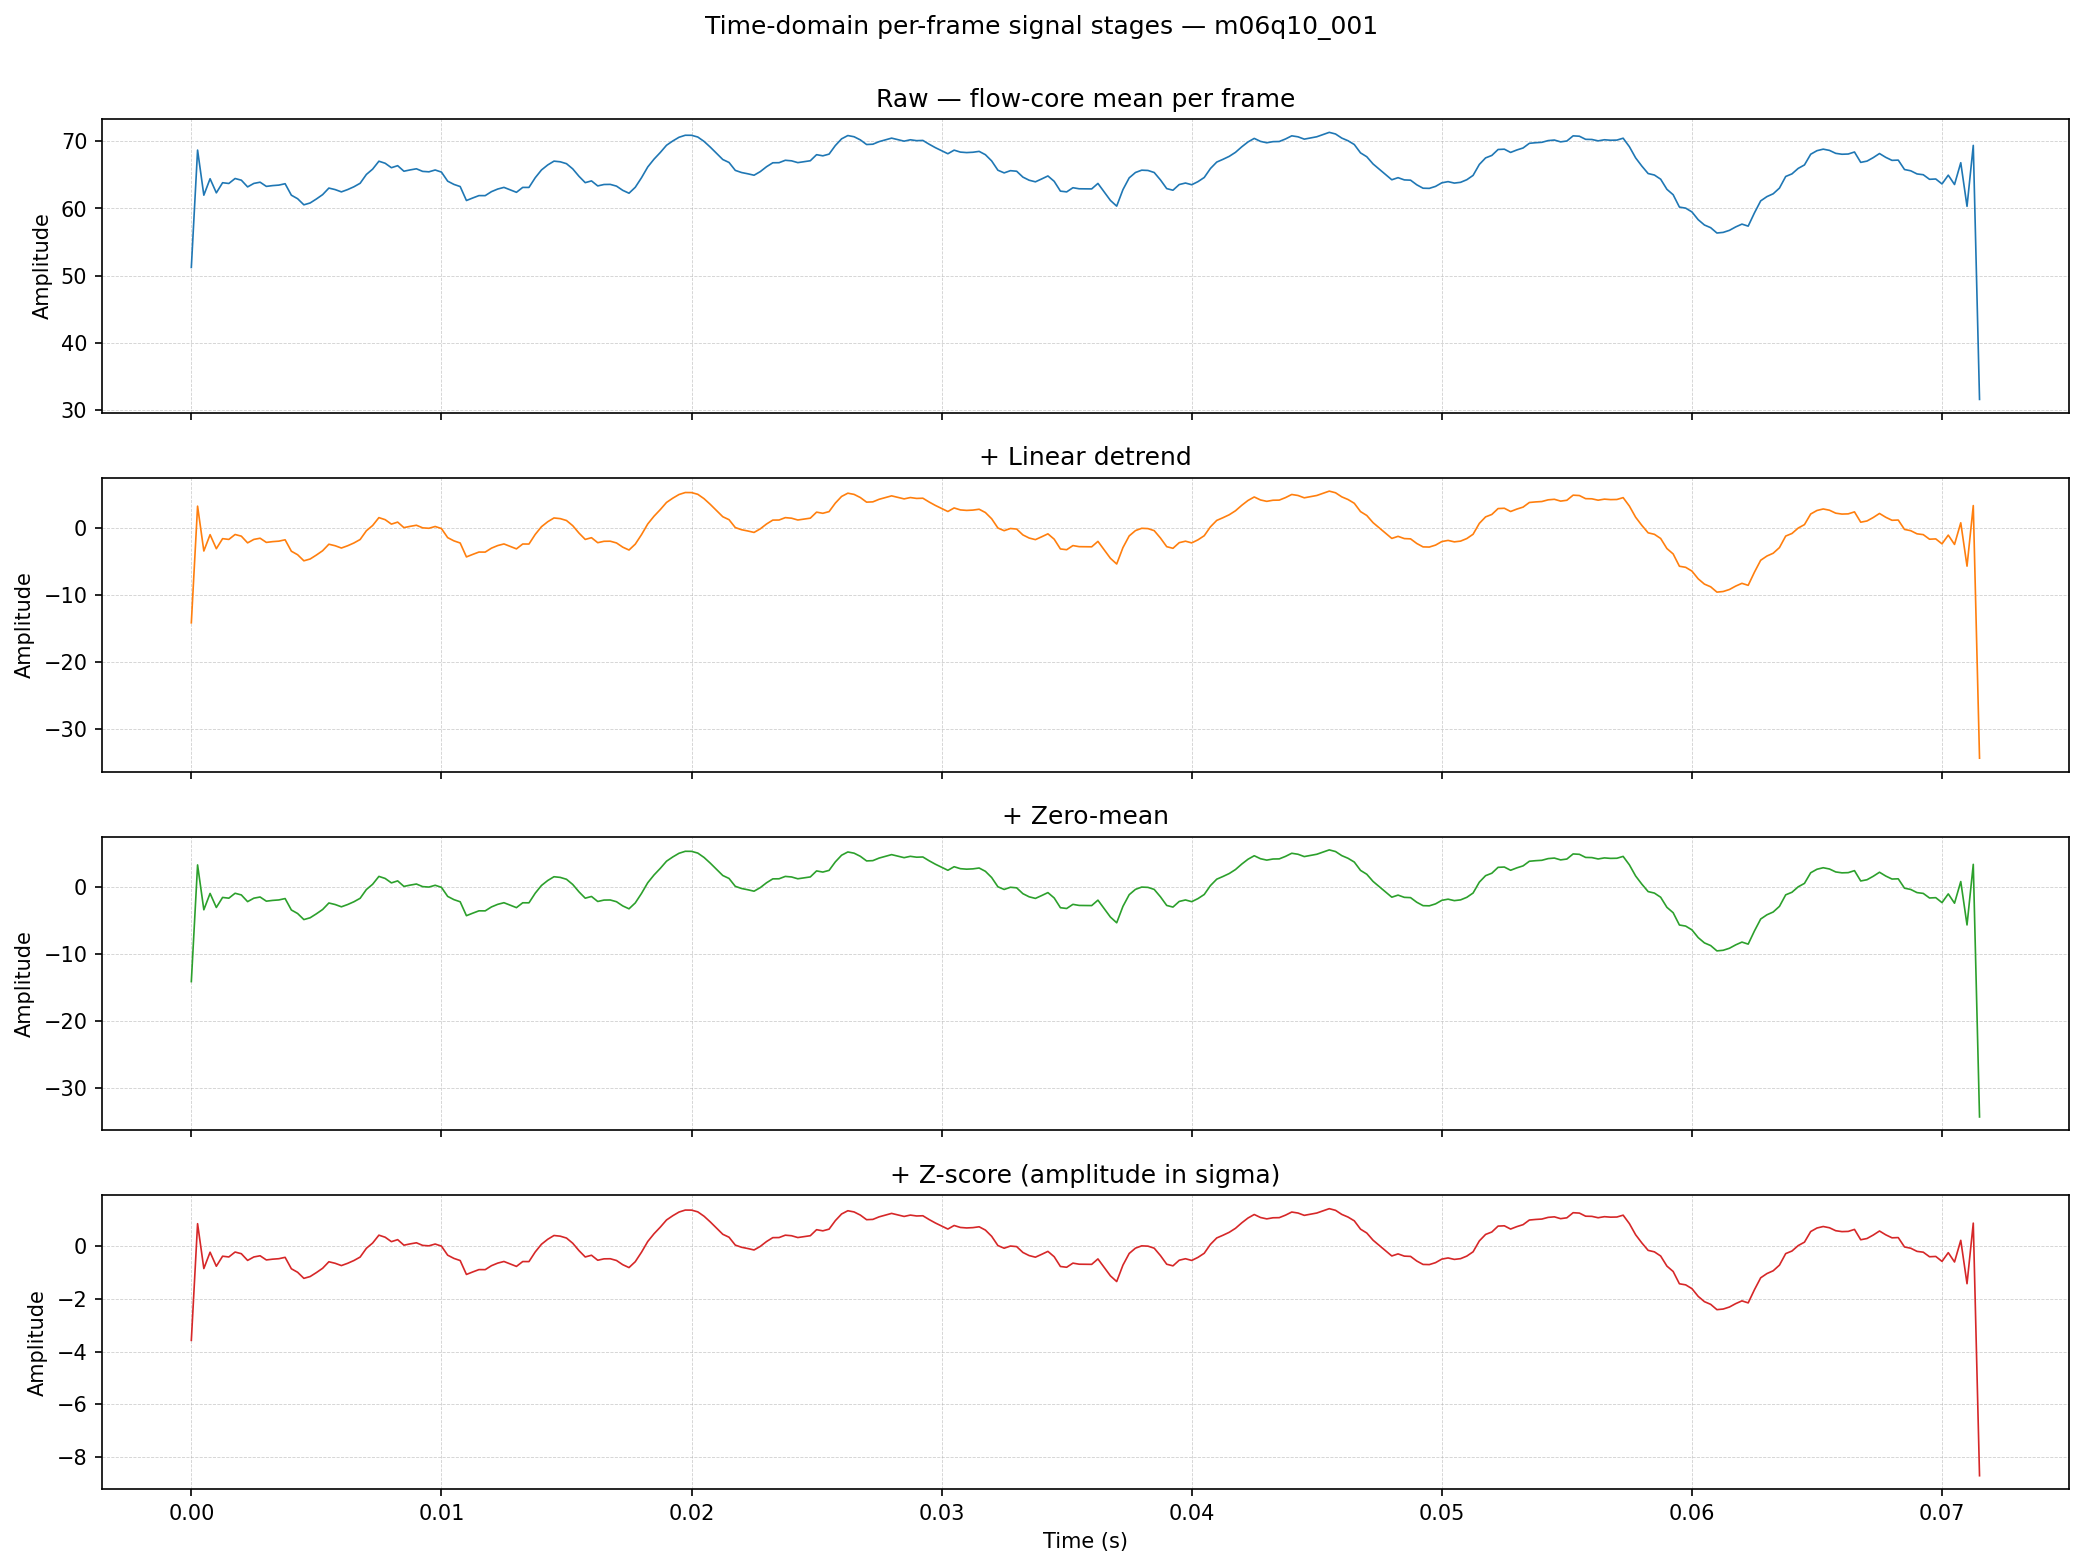 Time-domain per-frame signal stages — m06q10_001
Raw — flow-core mean per frame
Amplitude
70
60
50
40
30
+ Linear detrend
Amplitude
0
−10
−20
−30
+ Zero-mean
Amplitude
0
−10
−20
−30
+ Z-score (amplitude in sigma)
Amplitude
0
−2
−4
−6
−8
0.00 0.01 0.02 0.03 0.04 0.05 0.06 0.07
Time (s)